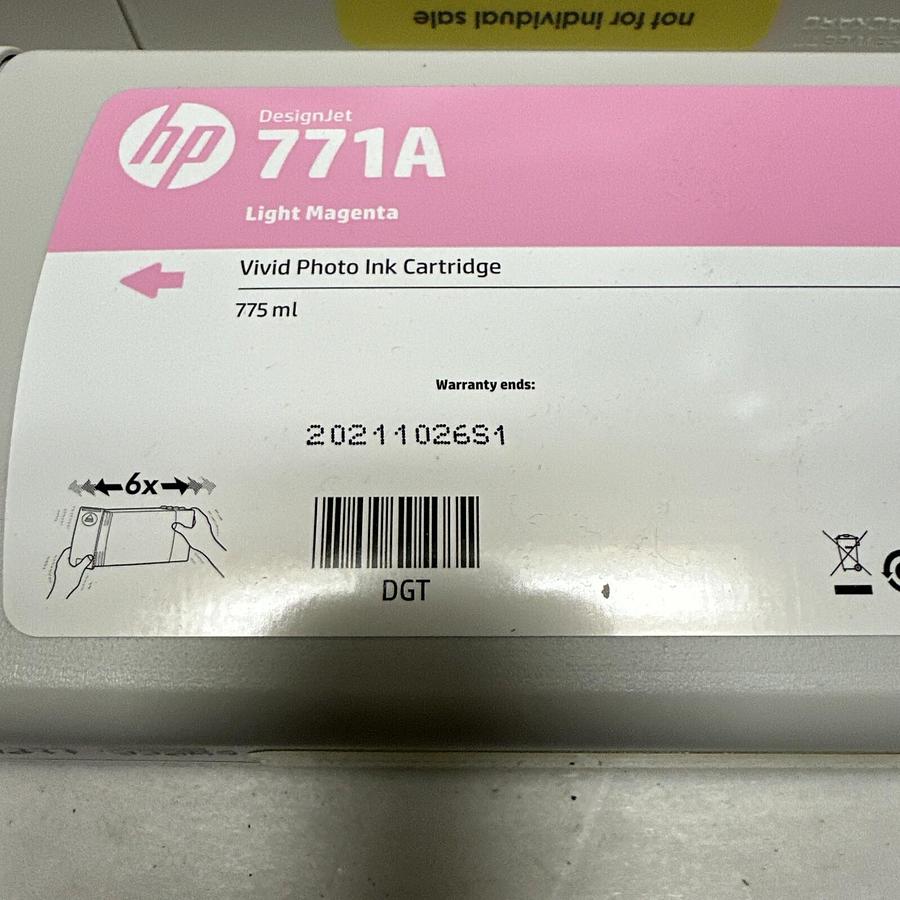 not for individual sale
hp
DesignJet
771A
Light Magenta
Vivid Photo Ink Cartridge
775 ml
Warranty ends:
20211026S1
6x
DGT